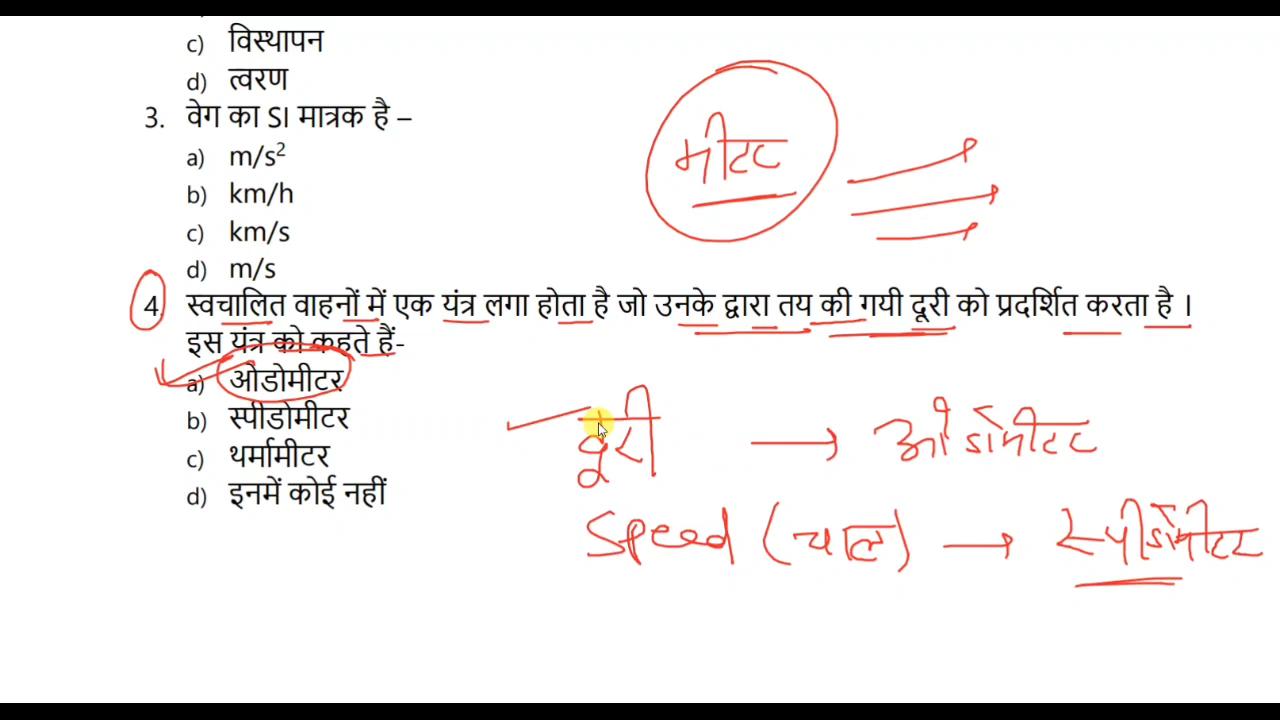 c) विस्थापन
d) त्वरण
3. वेग का SI मात्रक है –
a) m/s²
b) km/h
c) km/s
d) m/s
मीटर
4. स्वचालित वाहनों में एक यंत्र लगा होता है जो उनके द्वारा तय की गयी दूरी को प्रदर्शित करता है ।
इस यंत्र को कहते हैं-
a) ओडोमीटर
b) स्पीडोमीटर
c) थर्मामीटर
d) इनमें कोई नहीं
दूरी → ओडोमीटर
Speed (चाल) → स्पीडोमीटर